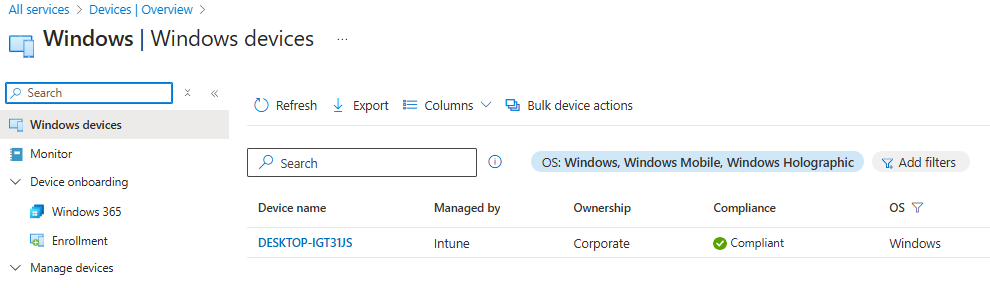 All services > Devices | Overview >
Windows | Windows devices ...
Search
Windows devices
Monitor
Device onboarding
Windows 365
Enrollment
Manage devices
Refresh Export Columns Bulk device actions
Search OS: Windows, Windows Mobile, Windows Holographic Add filters
Device name Managed by Ownership Compliance OS
DESKTOP-IGT31JS Intune Corporate Compliant Windows